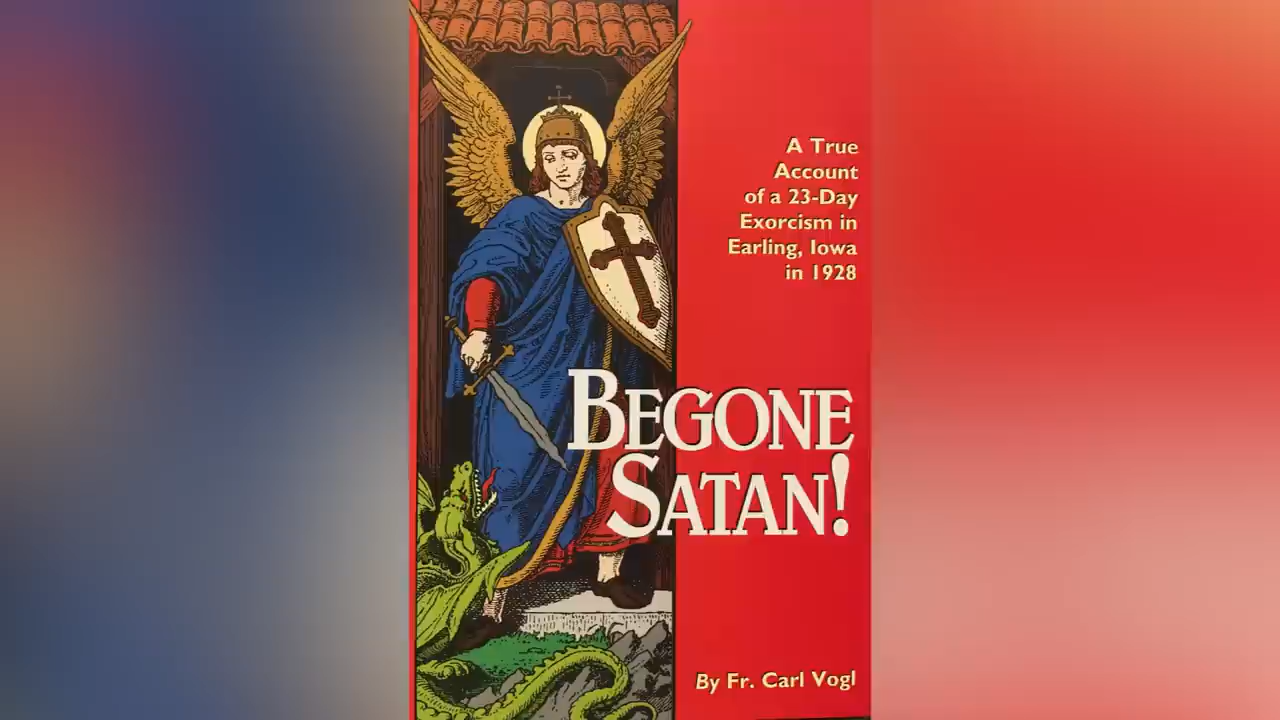 A True
Account
of a 23-Day
Exorcism in
Earling, Iowa
in 1928
BEGONE
SATAN!
By Fr. Carl Vogl